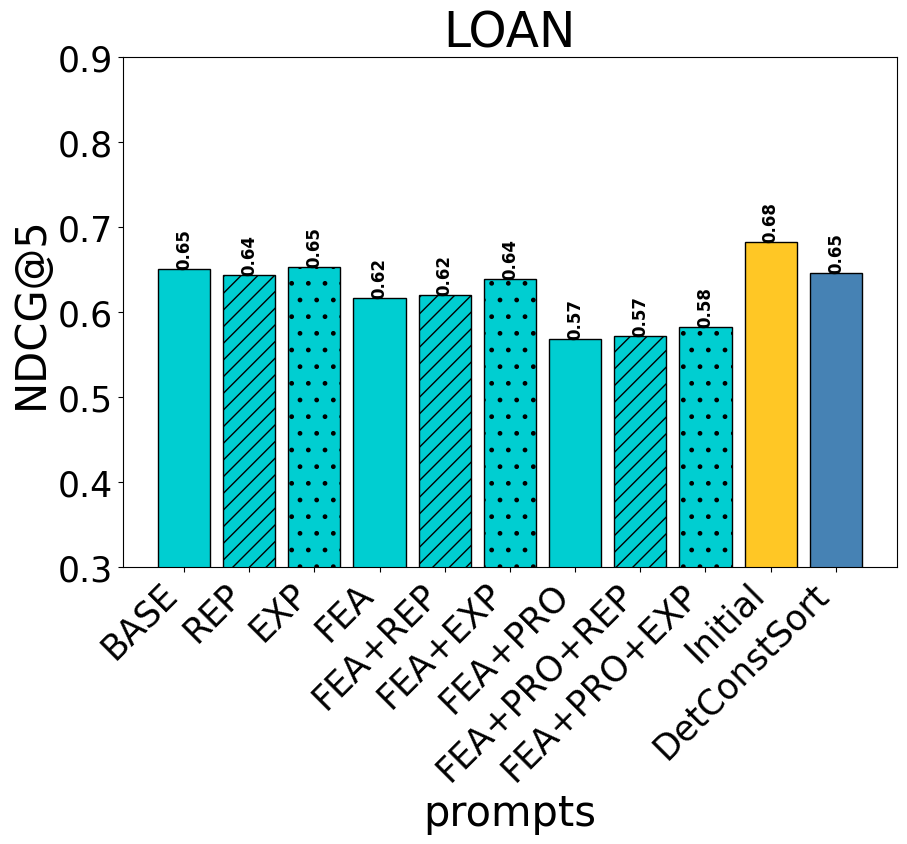 LOAN
NDCG@5
0.9
0.8
0.7
0.6
0.5
0.4
0.3
0.65
0.64
0.65
0.62
0.62
0.64
0.57
0.57
0.58
0.68
0.65
BASE
REP
EXP
FEA
FEA+REP
FEA+EXP
FEA+PRO
FEA+PRO+REP
FEA+PRO+EXP
Initial
DetConstSort
prompts